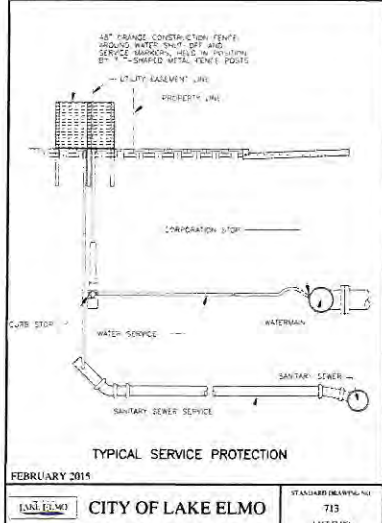 48" ORANGE CONSTRUCTION FENCE
AROUND WATER SHUT-OFF AND
SERVICE MARKERS, HELD IN POSITION
BY "T"-SHAPED METAL FENCE POSTS
UTILITY EASEMENT LINE
PROPERTY LINE
CORPORATION STOP
CURB STOP
WATER SERVICE
WATERMAIN
SANITARY SEWER
SANITARY SEWER SERVICE
TYPICAL SERVICE PROTECTION
FEBRUARY 2015
LAKE ELMO
CITY OF LAKE ELMO
STANDARD DRAWING NO.
713
LAKE ELMO